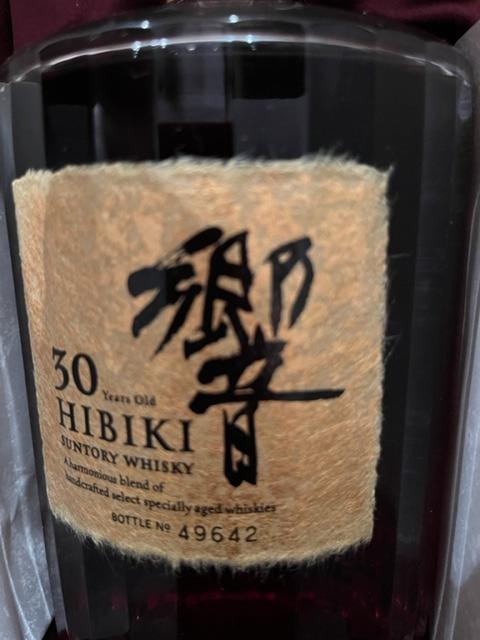 響
30 Years Old
HIBIKI
SUNTORY WHISKY
A harmonious blend of
handcrafted select specially aged whiskies
BOTTLE Nº 49642